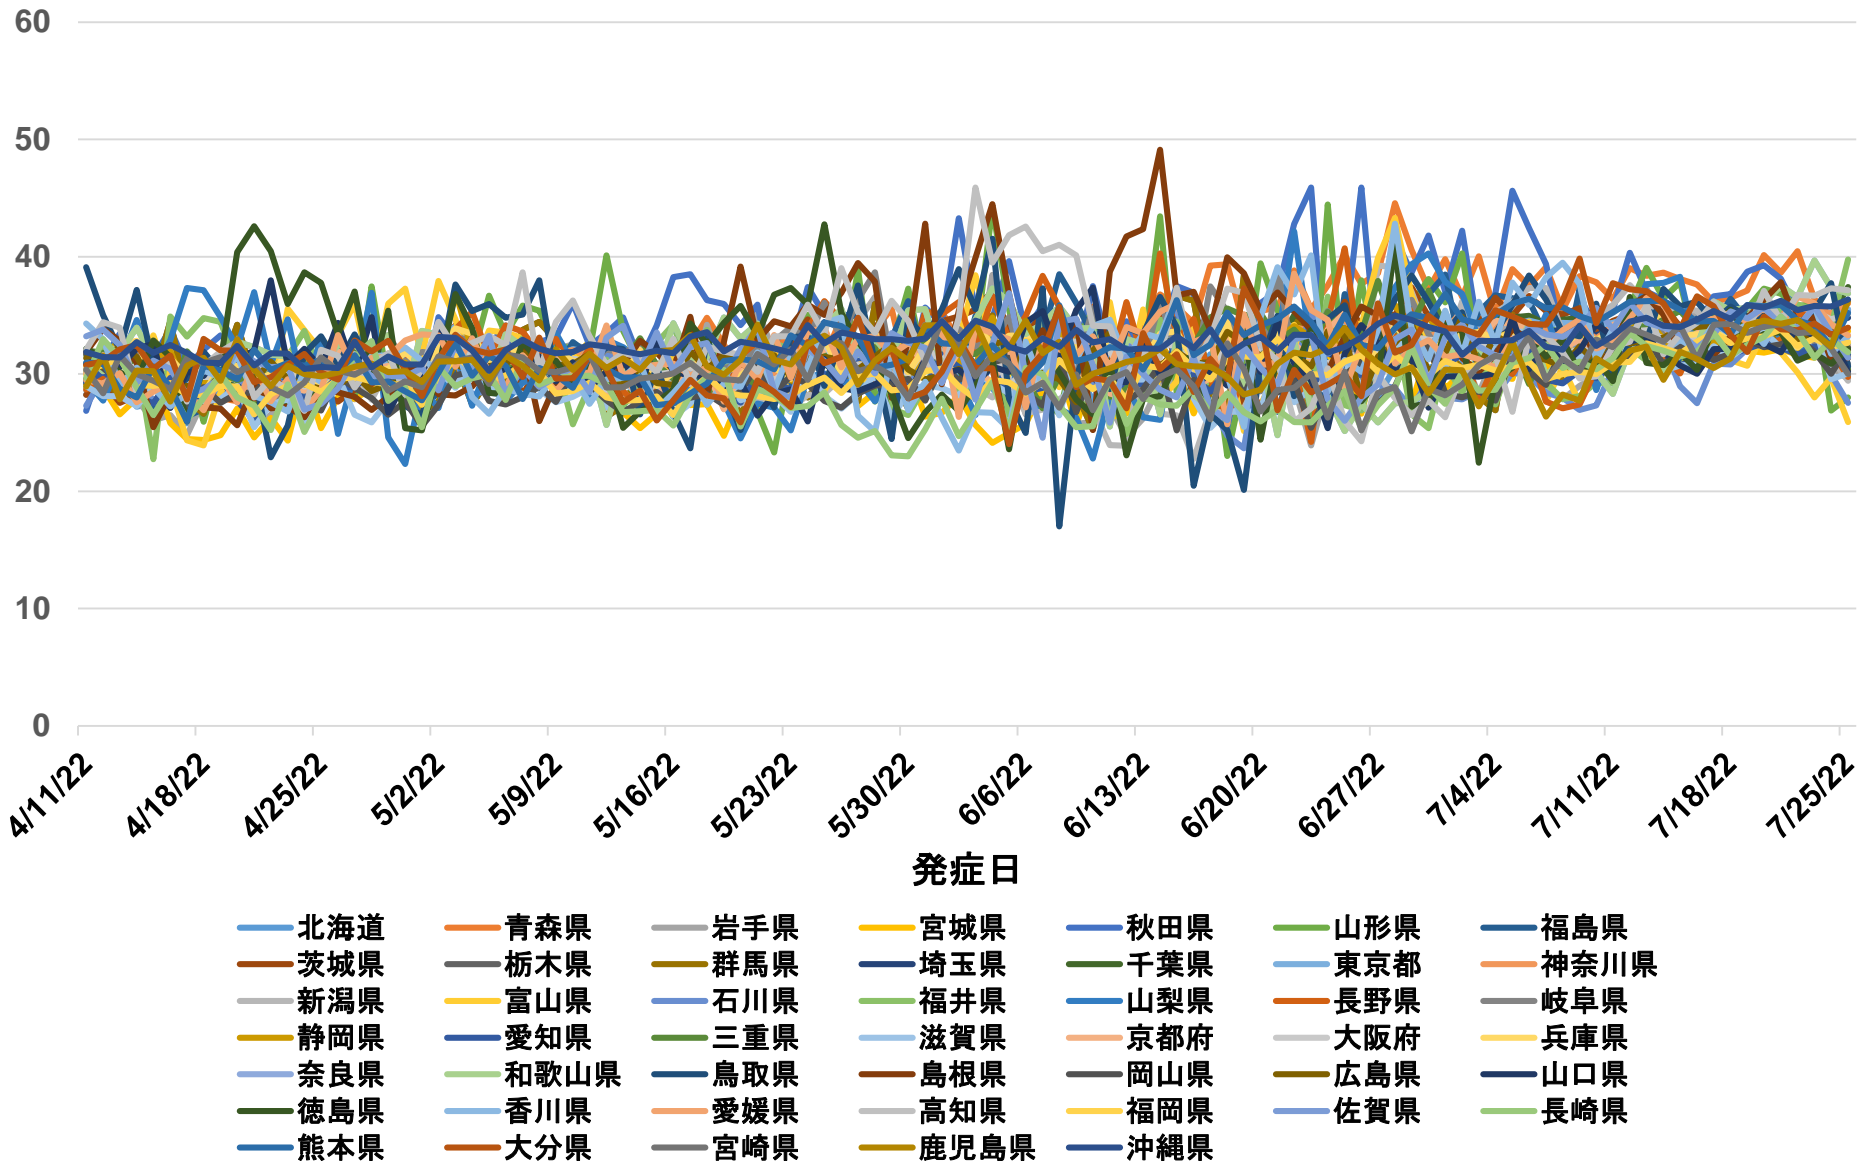 60
50
40
30
20
10
0
4/11/22 4/18/22 4/25/22 5/2/22 5/9/22 5/16/22 5/23/22 5/30/22 6/6/22 6/13/22 6/20/22 6/27/22 7/4/22 7/11/22 7/18/22 7/25/22
発症日
北海道 青森県 岩手県 宮城県 秋田県 山形県 福島県
茨城県 栃木県 群馬県 埼玉県 千葉県 東京都 神奈川県
新潟県 富山県 石川県 福井県 山梨県 長野県 岐阜県
静岡県 愛知県 三重県 滋賀県 京都府 大阪府 兵庫県
奈良県 和歌山県 鳥取県 島根県 岡山県 広島県 山口県
徳島県 香川県 愛媛県 高知県 福岡県 佐賀県 長崎県
熊本県 大分県 宮崎県 鹿児島県 沖縄県